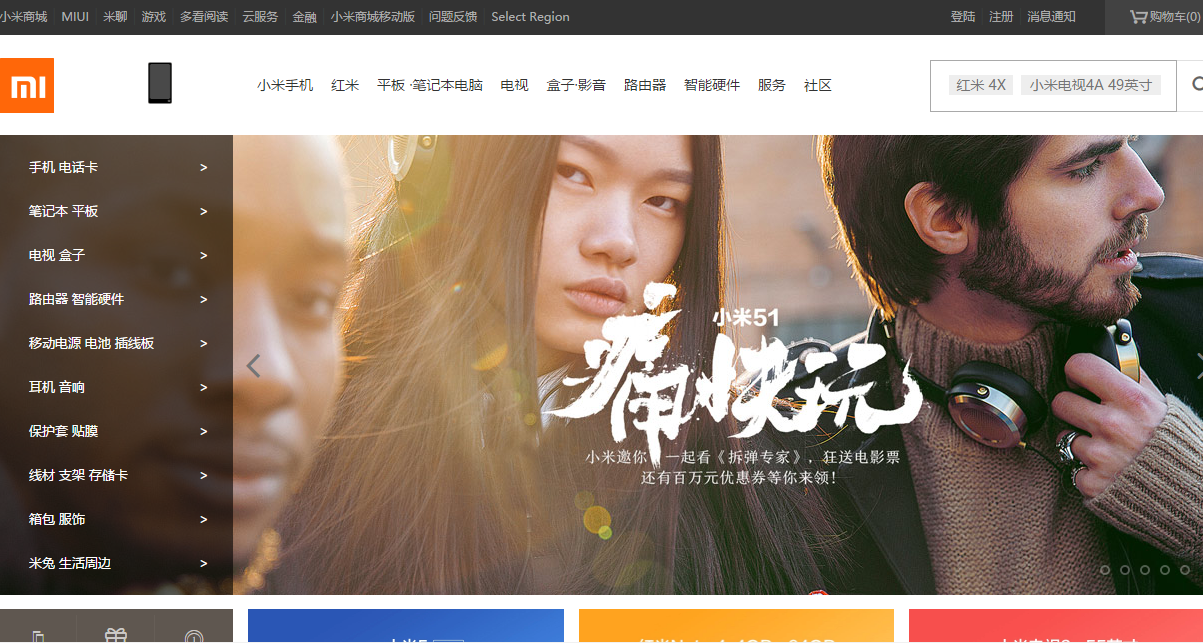 小米商城 MIUI 米聊 游戏 多看阅读 云服务 金融 小米商城移动版 问题反馈 Select Region 登陆 注册 消息通知 购物车(0)
小米手机 红米 平板·笔记本电脑 电视 盒子·影音 路由器 智能硬件 服务 社区 红米 4X 小米电视4A 49英寸
手机 电话卡 >
笔记本 平板 >
电视 盒子 >
路由器 智能硬件 >
移动电源 电池 插线板 >
耳机 音响 >
保护套 贴膜 >
线材 支架 存储卡 >
箱包 服饰 >
米兔 生活周边 >
小米51
痛快玩
小米邀你 一起看《拆弹专家》，狂送电影票
还有百万元优惠券等你来领！